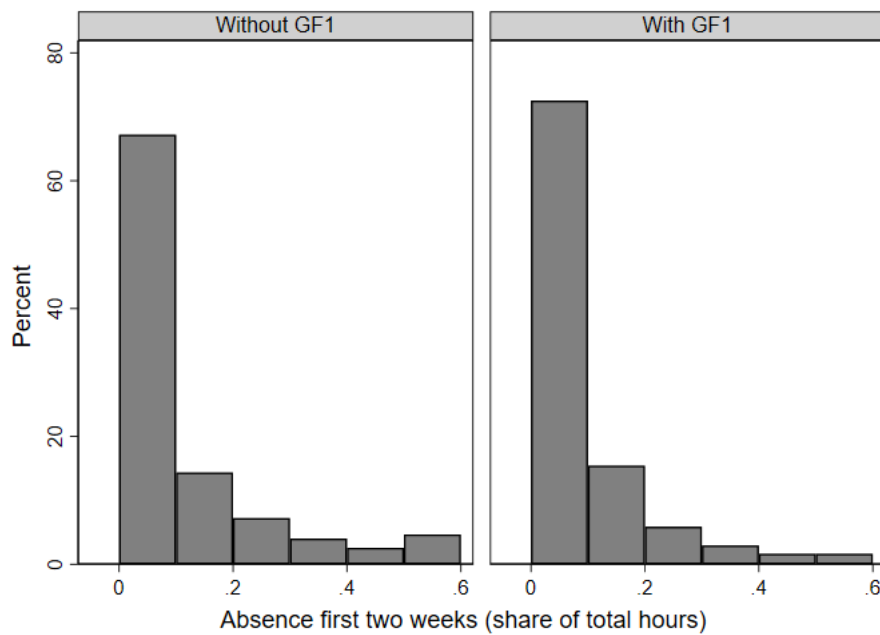 Without GF1
With GF1
80
60
40
20
0
Percent
0 .2 .4 .6
0 .2 .4 .6
Absence first two weeks (share of total hours)